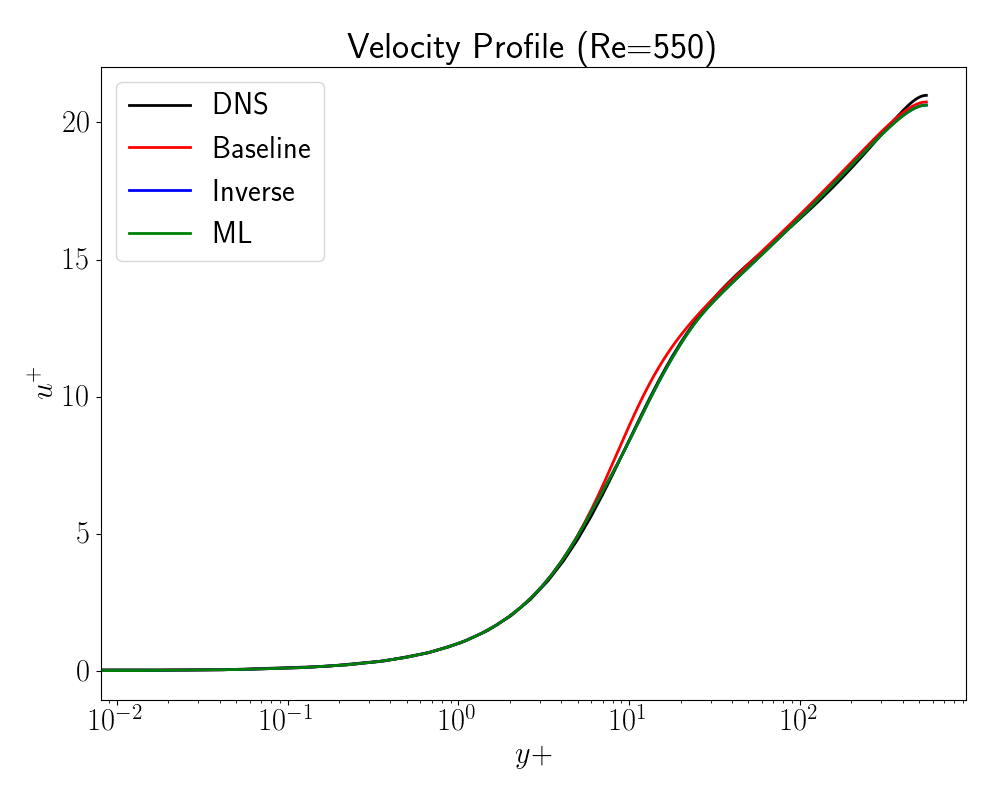 Velocity Profile (Re=550)
DNS
Baseline
Inverse
ML
20
15
10
5
0
u⁺
10⁻² 10⁻¹ 10⁰ 10¹ 10²
y+